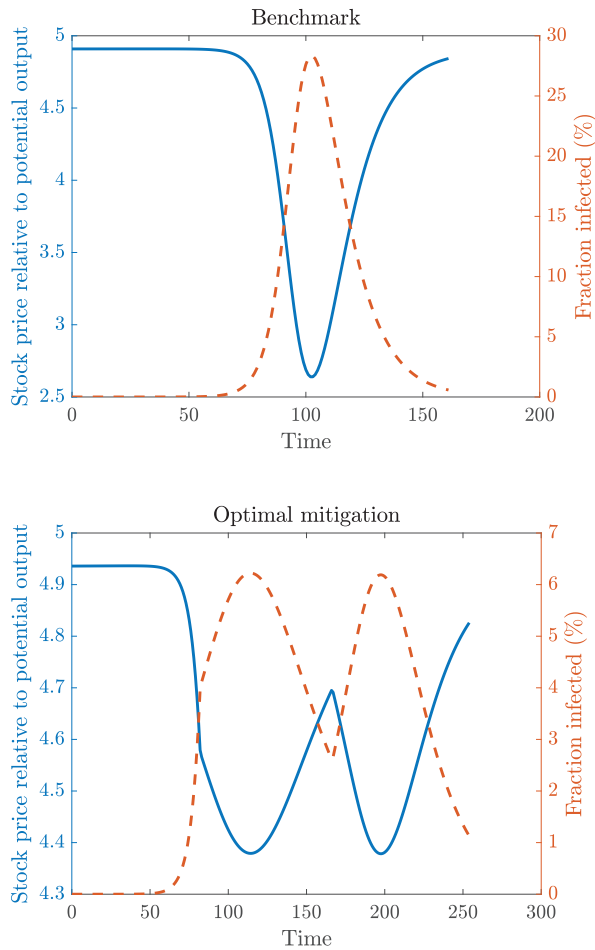 Benchmark
Stock price relative to potential output
5
4.5
4
3.5
3
2.5
30
25
20
15
10
5
0
Fraction infected (%)
0 50 100 150 200
Time
Optimal mitigation
Stock price relative to potential output
5
4.9
4.8
4.7
4.6
4.5
4.4
4.3
7
6
5
4
3
2
1
0
Fraction infected (%)
0 50 100 150 200 250 300
Time